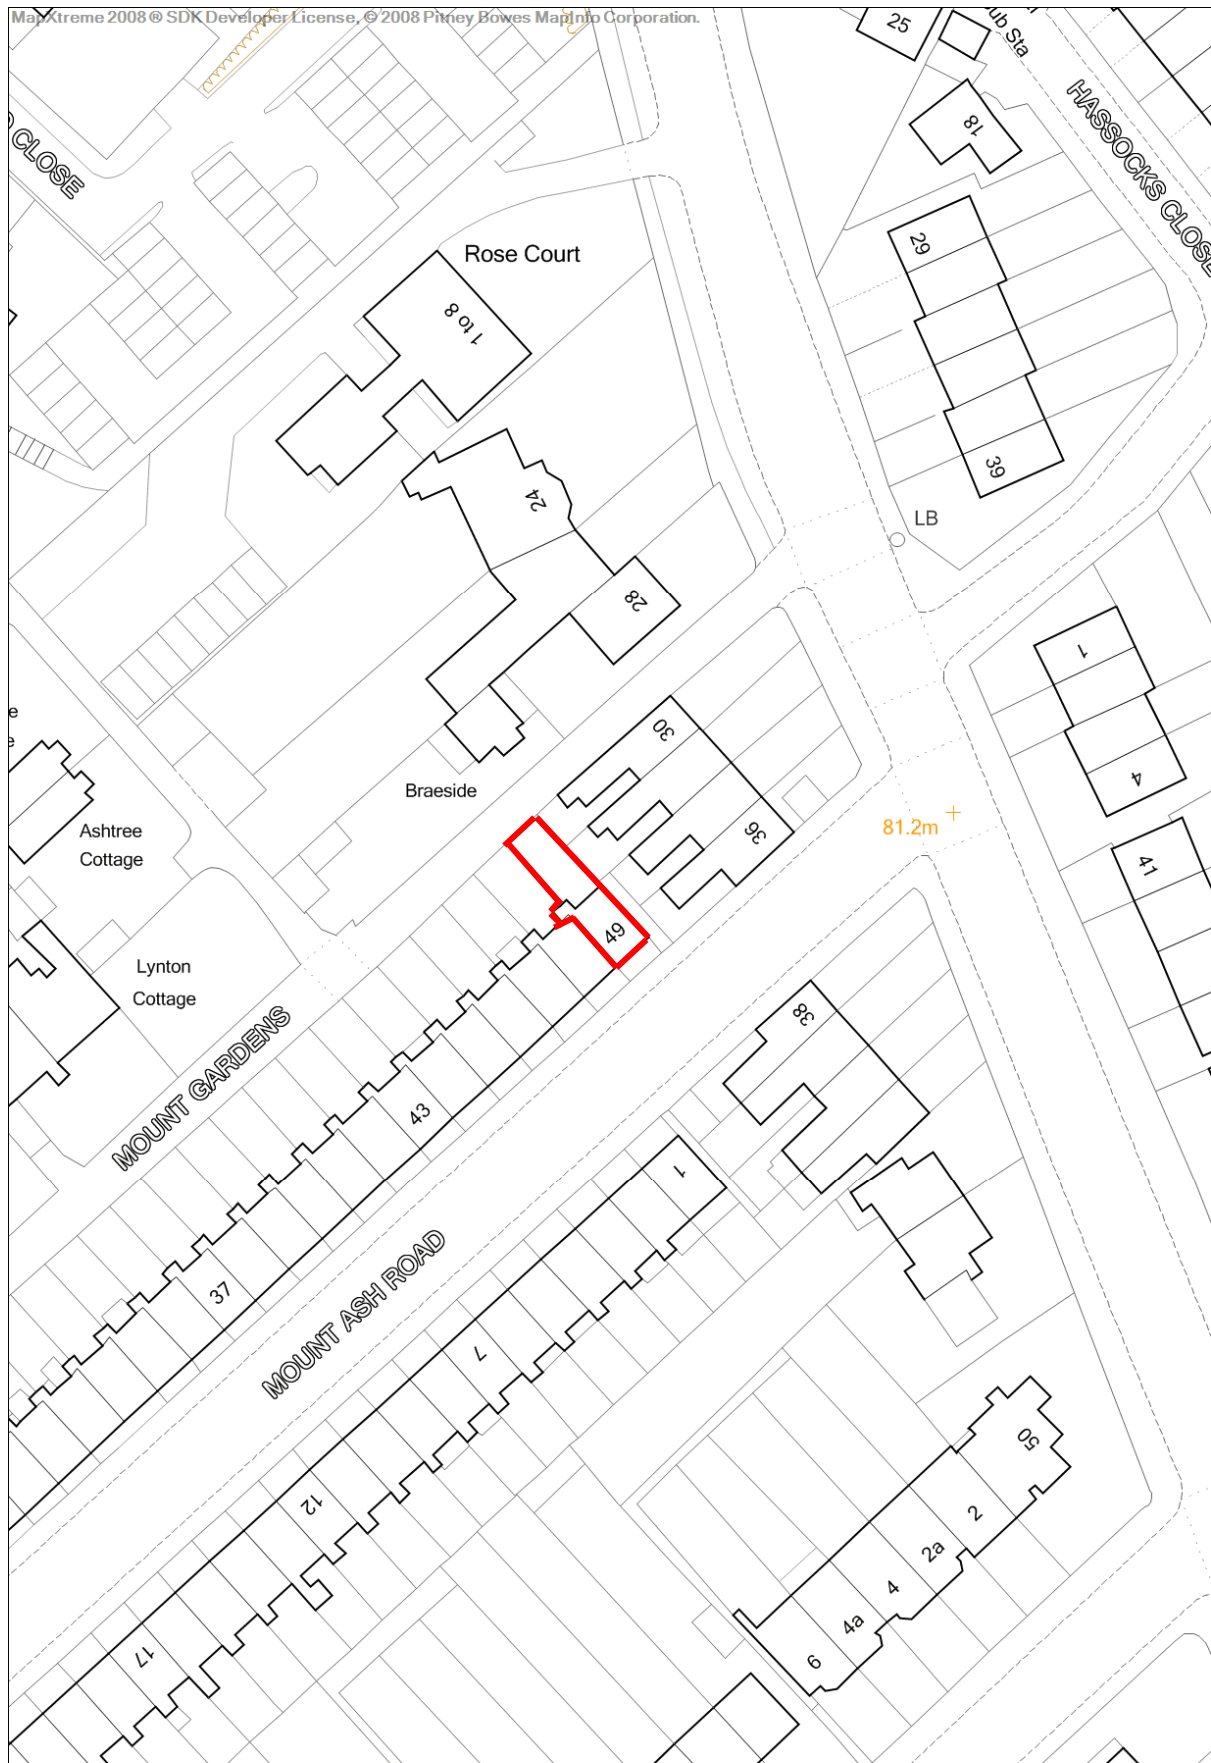 MapXtreme 2008 ® SDK Developer License, © 2008 Pitney Bowes MapInfo Corporation.
25
Sta
18
HASSOCKS CLOSE
CLOSE
29
Rose Court
1 to 8
39
24
LB
28
1
30
4
Braeside
36
81.2m
Ashtree
Cottage
41
49
Lynton
Cottage
38
MOUNT GARDENS
43
1
37
MOUNT ASH ROAD
7
50
12
2
2a
4
4a
6
17